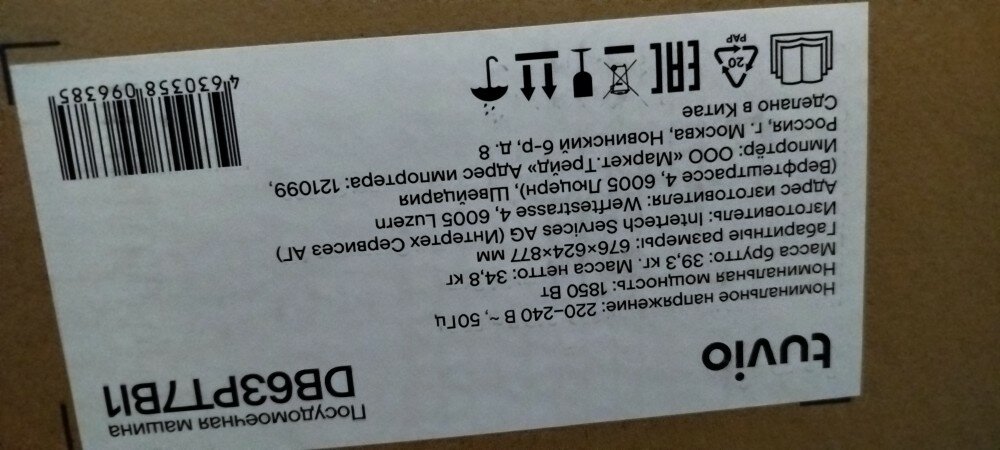 Посудомоечная машина
DB63PT7BI1
tuvio
Номинальное напряжение: 220–240 В ~, 50Гц
Номинальная мощность: 1850 Вт
Масса брутто: 39,3 кг. Масса нетто: 34,8 кг
Габаритные размеры: 676×624×877 мм
Изготовитель: Intertech Services AG (Интертех Сервисез АГ)
Адрес изготовителя: Werftestrasse 4, 6005 Luzern
(Верфтештрассе 4, 6005 Люцерн), Швейцария
Импортёр: ООО «Маркет.Трейд» Адрес импортера: 121099,
Россия, г. Москва, Новинский б-р, д. 8
Сделано в Китае
EAC
20
PAP
4 630358 096385